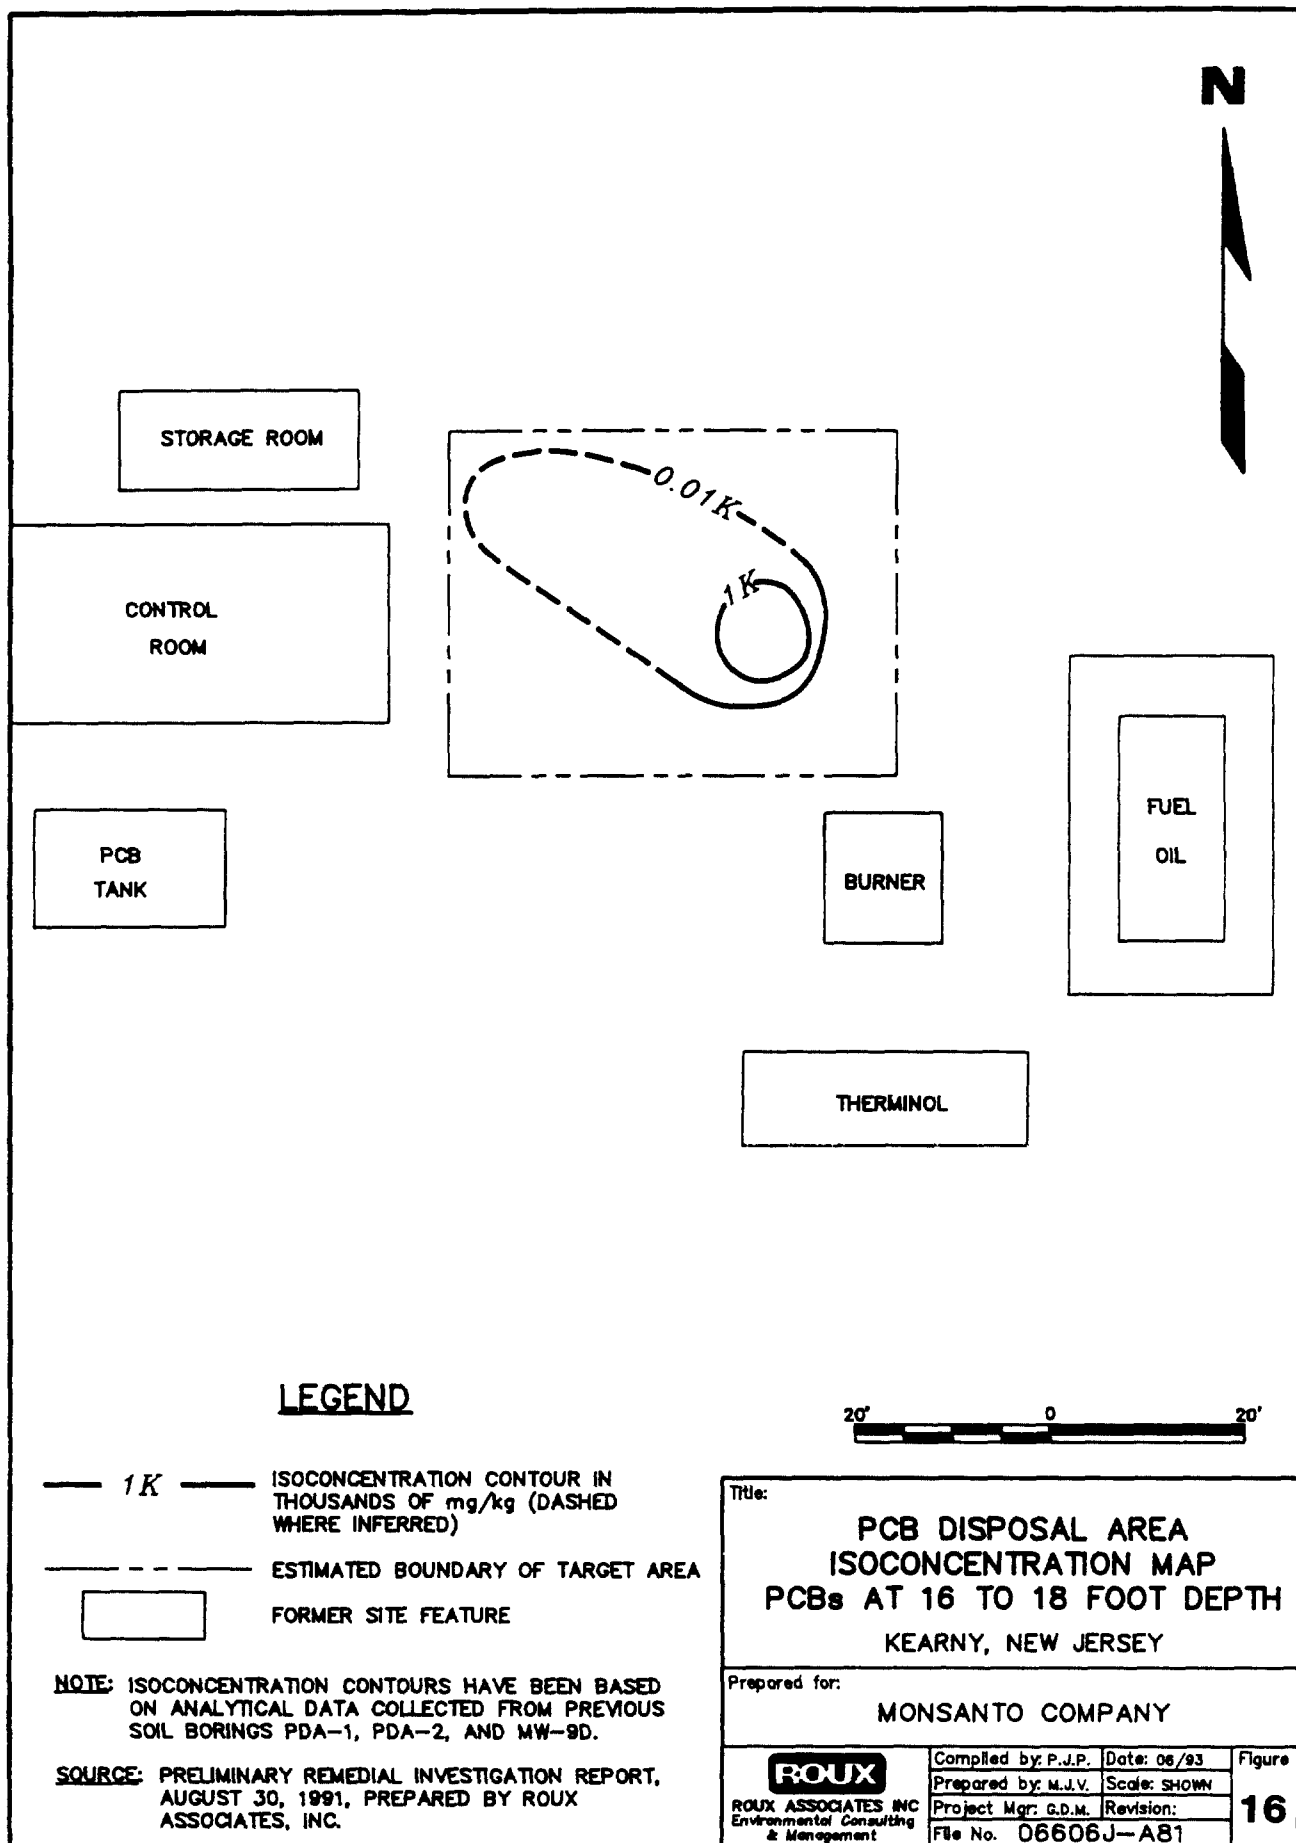 N
STORAGE ROOM
0.01K
1K
CONTROL
ROOM
PCB
TANK
BURNER
FUEL
OIL
THERMINOL
LEGEND
20' 0 20'
1K
ISOCONCENTRATION CONTOUR IN
THOUSANDS OF mg/kg (DASHED
WHERE INFERRED)
ESTIMATED BOUNDARY OF TARGET AREA
FORMER SITE FEATURE
NOTE: ISOCONCENTRATION CONTOURS HAVE BEEN BASED
ON ANALYTICAL DATA COLLECTED FROM PREVIOUS
SOIL BORINGS PDA-1, PDA-2, AND MW-9D.
SOURCE: PRELIMINARY REMEDIAL INVESTIGATION REPORT,
AUGUST 30, 1991, PREPARED BY ROUX
ASSOCIATES, INC.
Title:
PCB DISPOSAL AREA
ISOCONCENTRATION MAP
PCBs AT 16 TO 18 FOOT DEPTH
KEARNY, NEW JERSEY
Prepared for:
MONSANTO COMPANY
ROUX
ROUX ASSOCIATES INC
Environmental Consulting
& Management
Compiled by: P.J.P. Date: 06/93
Prepared by: M.J.V. Scale: SHOWN
Project Mgr: G.D.M. Revision:
File No. 06606J-A81
Figure
16